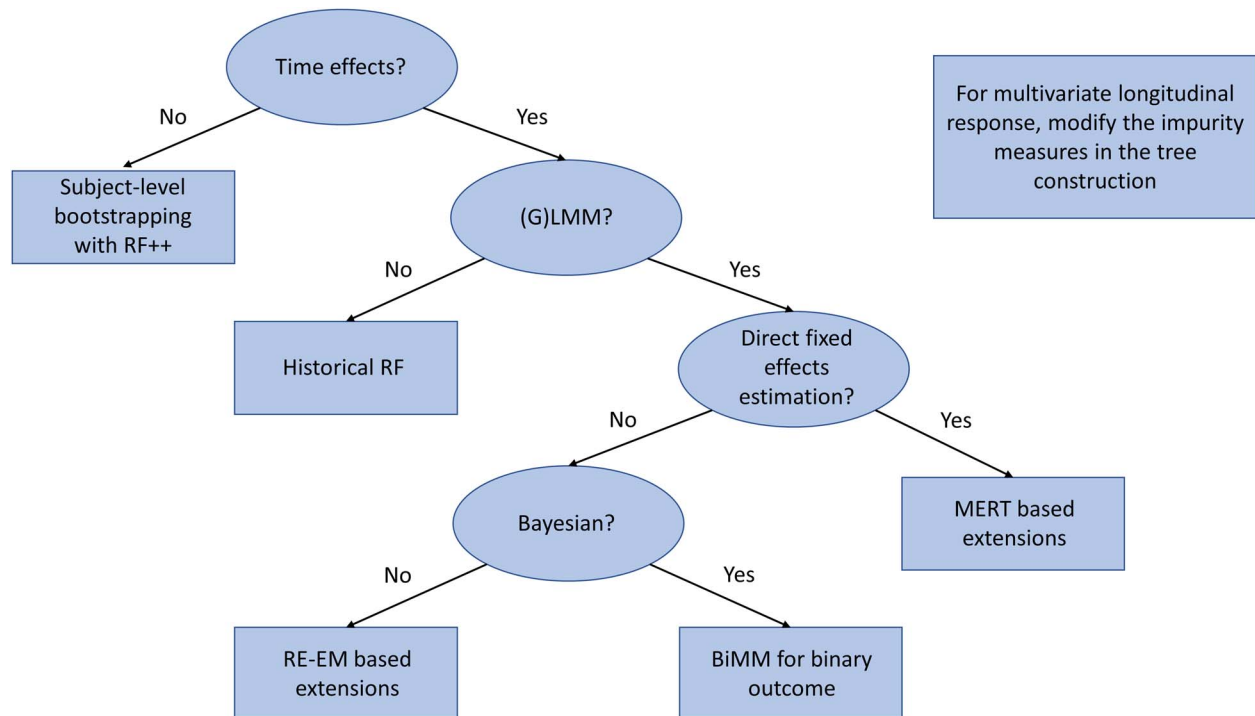 Time effects?
For multivariate longitudinal
response, modify the impurity
measures in the tree
construction
No
Yes
Subject-level
bootstrapping
with RF++
(G)LMM?
No
Yes
Historical RF
Direct fixed
effects
estimation?
No
Yes
Bayesian?
MERT based
extensions
No
Yes
RE-EM based
extensions
BiMM for binary
outcome